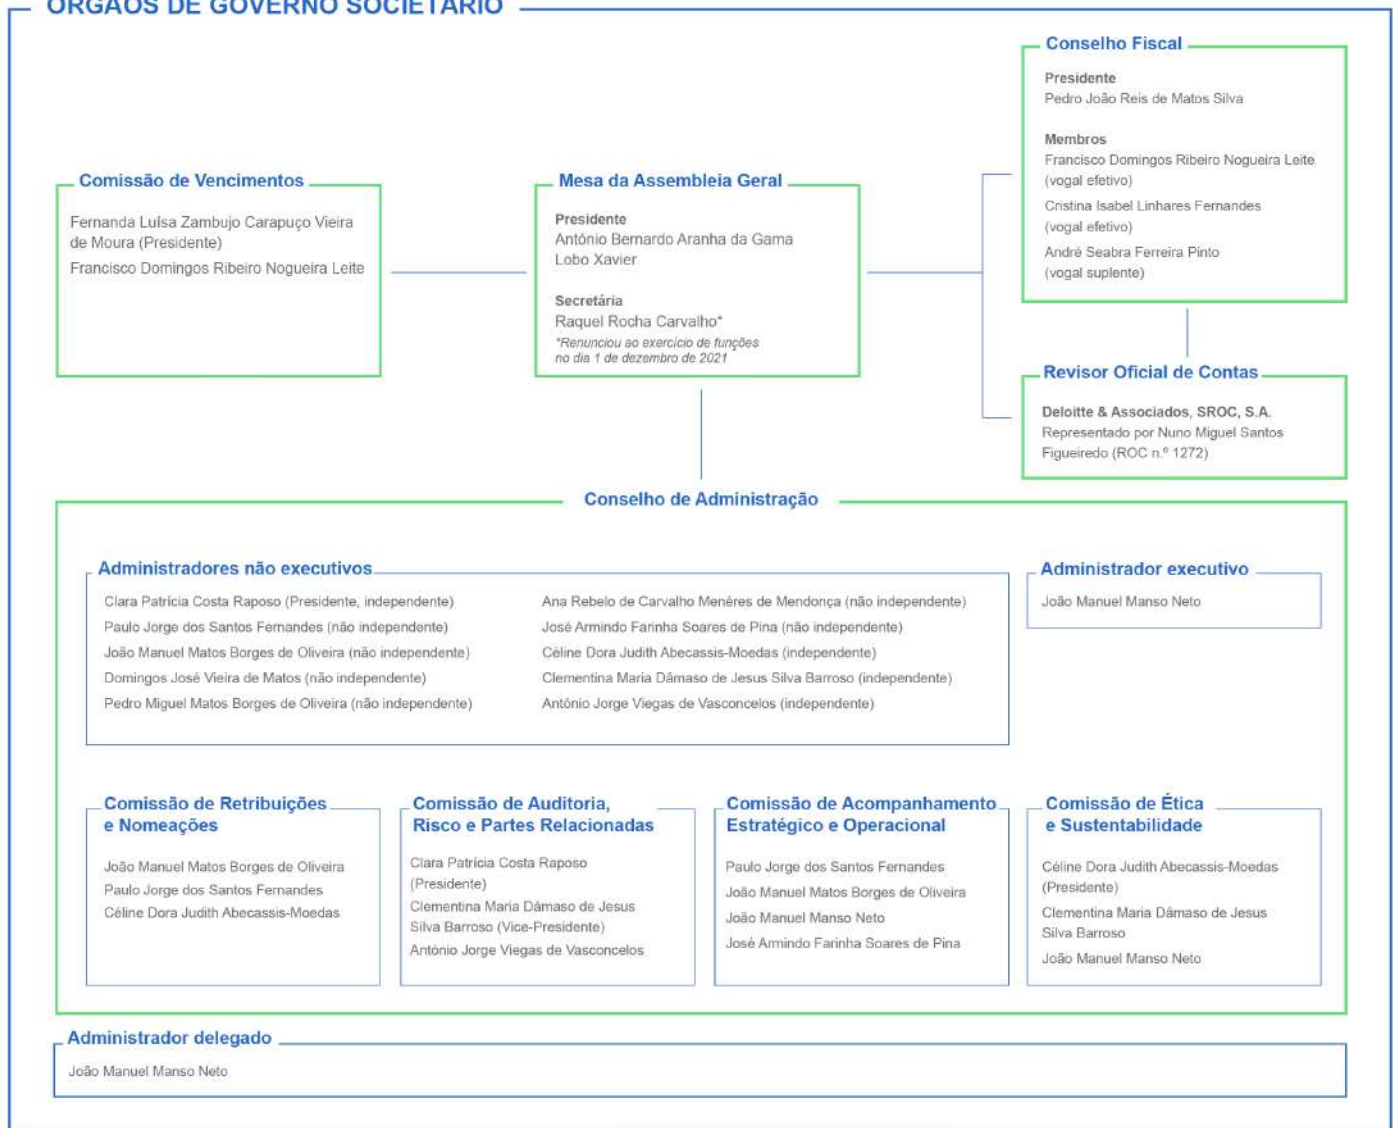 ÓRGÃOS DE GOVERNO SOCIETÁRIO
Comissão de Vencimentos
Fernanda Luísa Zambujo Carapuço Vieira
de Moura (Presidente)
Francisco Domingos Ribeiro Nogueira Leite
Mesa da Assembleia Geral
Presidente
António Bernardo Aranha da Gama
Lobo Xavier
Secretária
Raquel Rocha Carvalho*
*Renunciou ao exercício de funções
no dia 1 de dezembro de 2021
Conselho Fiscal
Presidente
Pedro João Reis de Matos Silva
Membros
Francisco Domingos Ribeiro Nogueira Leite
(vogal efetivo)
Cristina Isabel Linhares Fernandes
(vogal efetivo)
André Seabra Ferreira Pinto
(vogal suplente)
Revisor Oficial de Contas
Deloitte & Associados, SROC, S.A.
Representado por Nuno Miguel Santos
Figueiredo (ROC n.º 1272)
Conselho de Administração
Administradores não executivos
Clara Patrícia Costa Raposo (Presidente, independente)
Paulo Jorge dos Santos Fernandes (não independente)
João Manuel Matos Borges de Oliveira (não independente)
Domingos José Vieira de Matos (não independente)
Pedro Miguel Matos Borges de Oliveira (não independente)
Ana Rebelo de Carvalho Menéres de Mendonça (não independente)
José Armindo Farinha Soares de Pina (não independente)
Céline Dora Judith Abecassis-Moedas (independente)
Clementina Maria Dâmaso de Jesus Silva Barroso (independente)
António Jorge Viegas de Vasconcelos (independente)
Administrador executivo
João Manuel Manso Neto
Comissão de Retribuições
e Nomeações
João Manuel Matos Borges de Oliveira
Paulo Jorge dos Santos Fernandes
Céline Dora Judith Abecassis-Moedas
Comissão de Auditoria,
Risco e Partes Relacionadas
Clara Patrícia Costa Raposo
(Presidente)
Clementina Maria Dâmaso de Jesus
Silva Barroso (Vice-Presidente)
António Jorge Viegas de Vasconcelos
Comissão de Acompanhamento
Estratégico e Operacional
Paulo Jorge dos Santos Fernandes
João Manuel Matos Borges de Oliveira
João Manuel Manso Neto
José Armindo Farinha Soares de Pina
Comissão de Ética
e Sustentabilidade
Céline Dora Judith Abecassis-Moedas
(Presidente)
Clementina Maria Dâmaso de Jesus
Silva Barroso
João Manuel Manso Neto
Administrador delegado
João Manuel Manso Neto